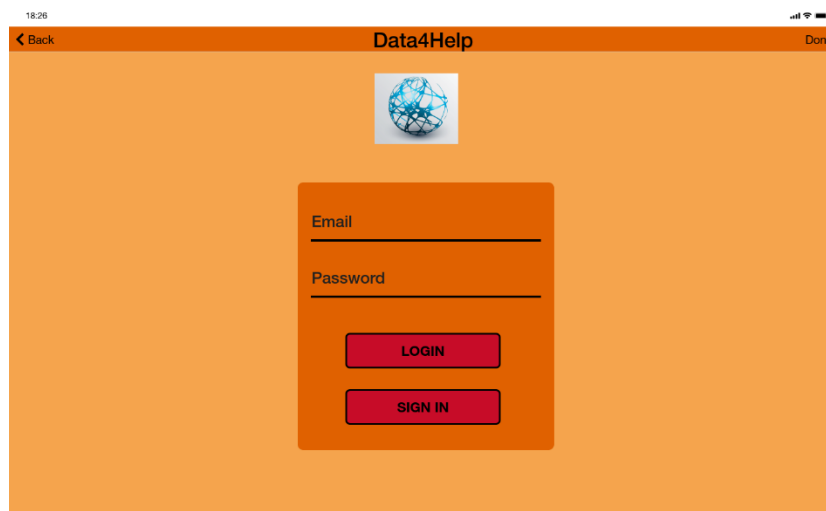 18:26
Back
Data4Help
Don
Email
Password
LOGIN
SIGN IN